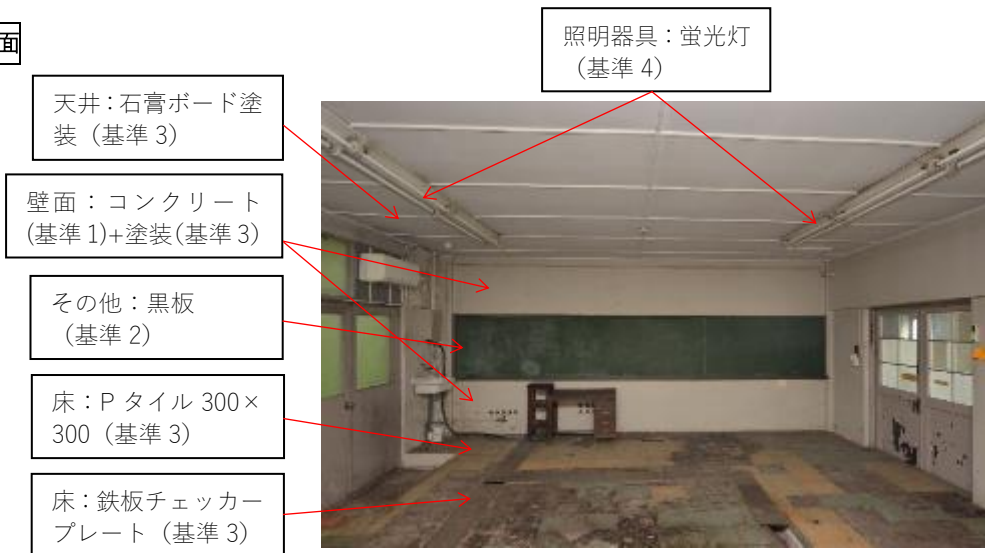 面
照明器具：蛍光灯
（基準 4）
天井：石膏ボード塗
装（基準 3）
壁面：コンクリート
(基準 1)+塗装(基準 3)
その他：黒板
（基準 2）
床：P タイル 300×
300（基準 3）
床：鉄板チェッカー
プレート（基準 3）